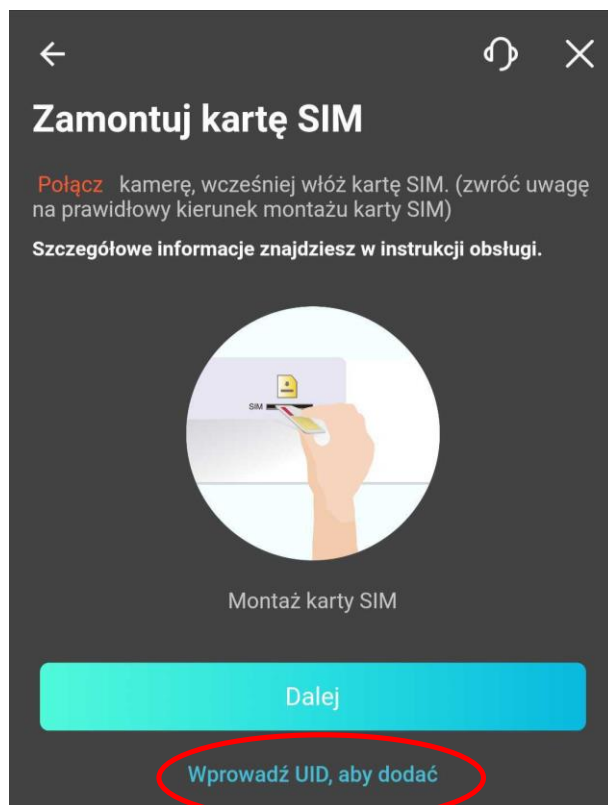 Zamontuj kartę SIM
Połącz kamerę, wcześniej włóż kartę SIM. (zwróć uwagę
na prawidłowy kierunek montażu karty SIM)
Szczegółowe informacje znajdziesz w instrukcji obsługi.
SIM
Montaż karty SIM
Dalej
Wprowadź UID, aby dodać